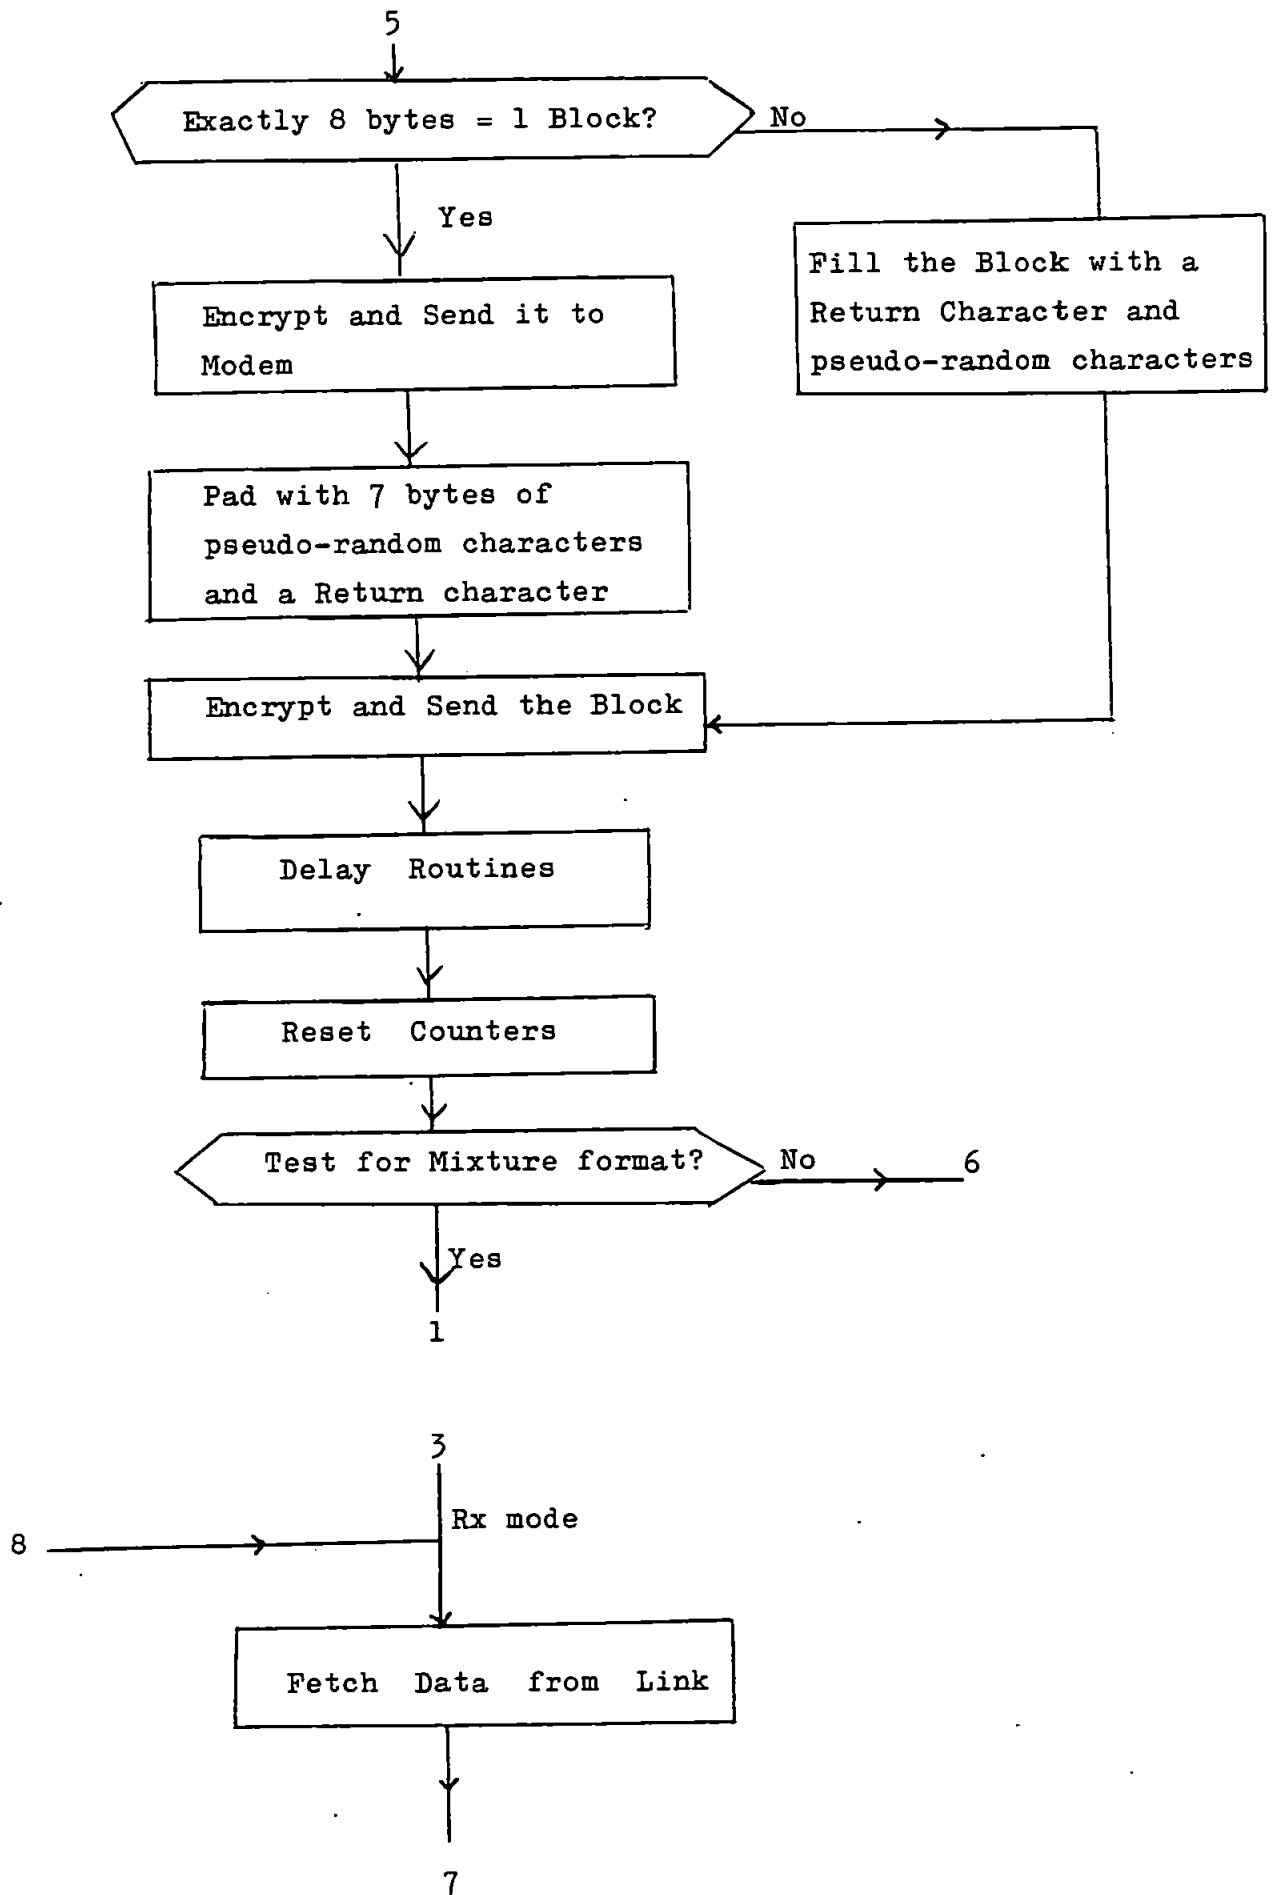 5
Exactly 8 bytes = 1 Block?
No
Yes
Fill the Block with a
Return Character and
pseudo-random characters
Encrypt and Send it to
Modem
Pad with 7 bytes of
pseudo-random characters
and a Return character
Encrypt and Send the Block
Delay Routines
Reset Counters
Test for Mixture format?
No
6
Yes
1
3
Rx mode
8
Fetch Data from Link
7